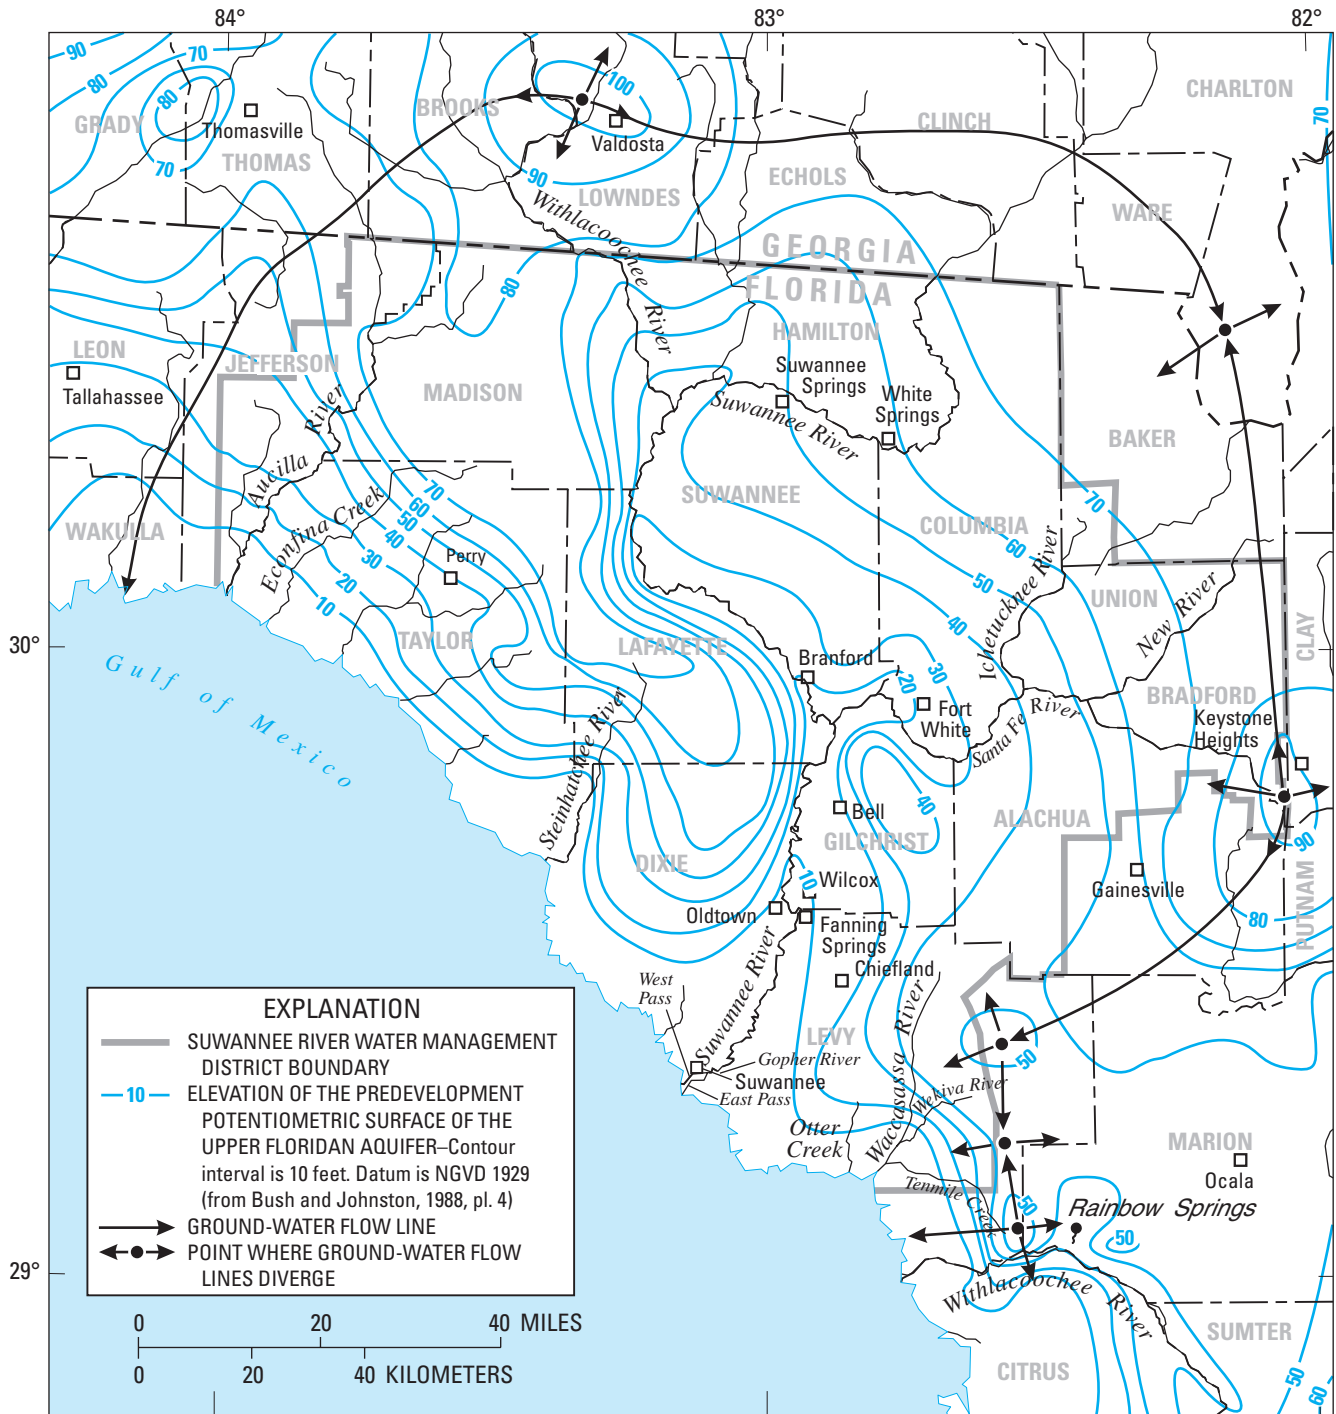 84°
83°
82°
90
80
70
80
70
100
90
GRADY
Thomasville
THOMAS
BROOKS
Valdosta
LOWNDES
CLINCH
CHARLTON
70
ECHOLS
WARE
Withlacoochee River
GEORGIA
FLORIDA
80
HAMILTON
LEON
Tallahassee
JEFFERSON
MADISON
Suwannee
Springs
White
Springs
Suwannee River
BAKER
Aucilla River
Econfina Creek
WAKULLA
70
60
50
40
30
20
10
Perry
SUWANNEE
COLUMBIA
70
60
50
40
Ichetucknee River
UNION
New River
CLAY
30°
Gulf of Mexico
TAYLOR
LAFAYETTE
Branford
30
20
Fort
White
Santa Fe River
BRADFORD
Keystone
Heights
Steinhatchee River
Bell
40
GILCHRIST
ALACHUA
90
DIXIE
10
Wilcox
Gainesville
PUTNAM
Oldtown
Fanning
Springs
80
Chiefland
West
Pass
Suwannee River
LEVY
Waccasassa River
50
Gopher River
Suwannee
East Pass
Wekiva River
Otter
Creek
MARION
Ocala
Tenmile Creek
50
Rainbow Springs
50
29°
Withlacoochee River
SUMTER
CITRUS
50
60
EXPLANATION
SUWANNEE RIVER WATER MANAGEMENT
DISTRICT BOUNDARY
10 ELEVATION OF THE PREDEVELOPMENT
POTENTIOMETRIC SURFACE OF THE
UPPER FLORIDAN AQUIFER–Contour
interval is 10 feet. Datum is NGVD 1929
(from Bush and Johnston, 1988, pl. 4)
GROUND-WATER FLOW LINE
POINT WHERE GROUND-WATER FLOW
LINES DIVERGE
0 20 40 MILES
0 20 40 KILOMETERS